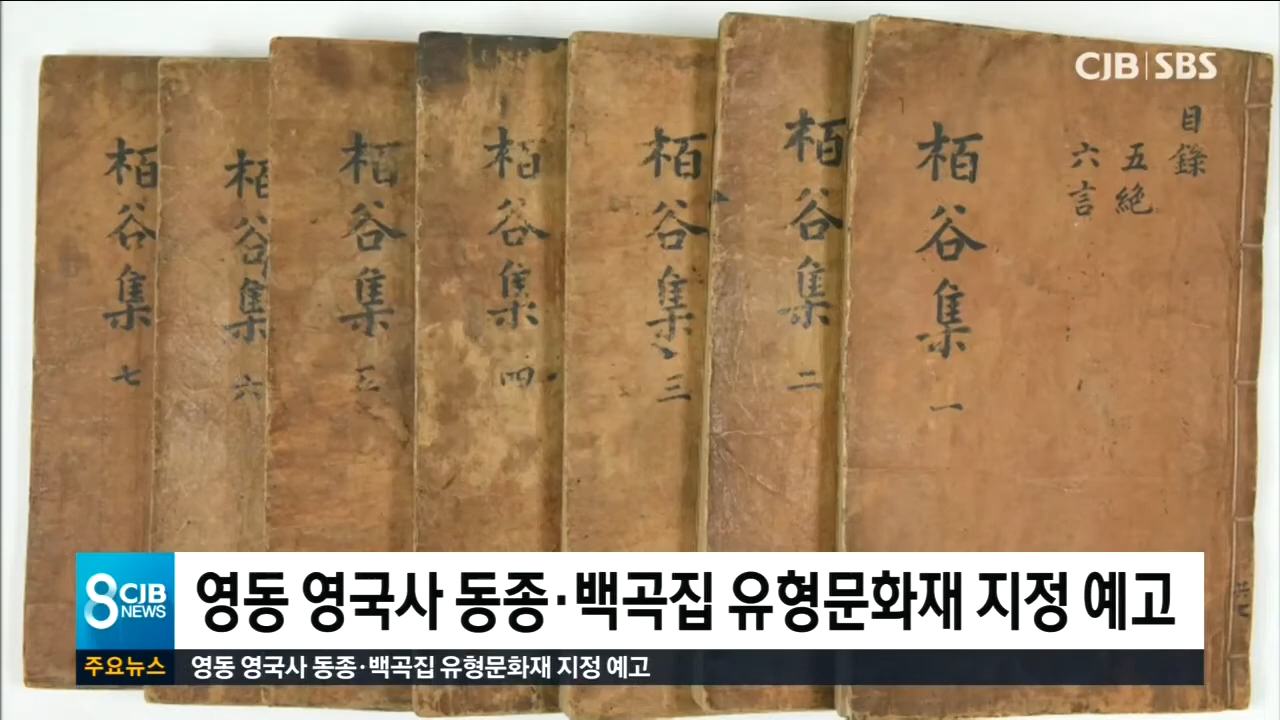 CJB SBS
栢谷集 七
栢谷集 六
栢谷集 五
栢谷集 四
栢谷集 三
栢谷集 二
栢谷集 一
目錄
五絶
六言
共七
8 CJB NEWS
영동 영국사 동종·백곡집 유형문화재 지정 예고
주요뉴스
영동 영국사 동종·백곡집 유형문화재 지정 예고